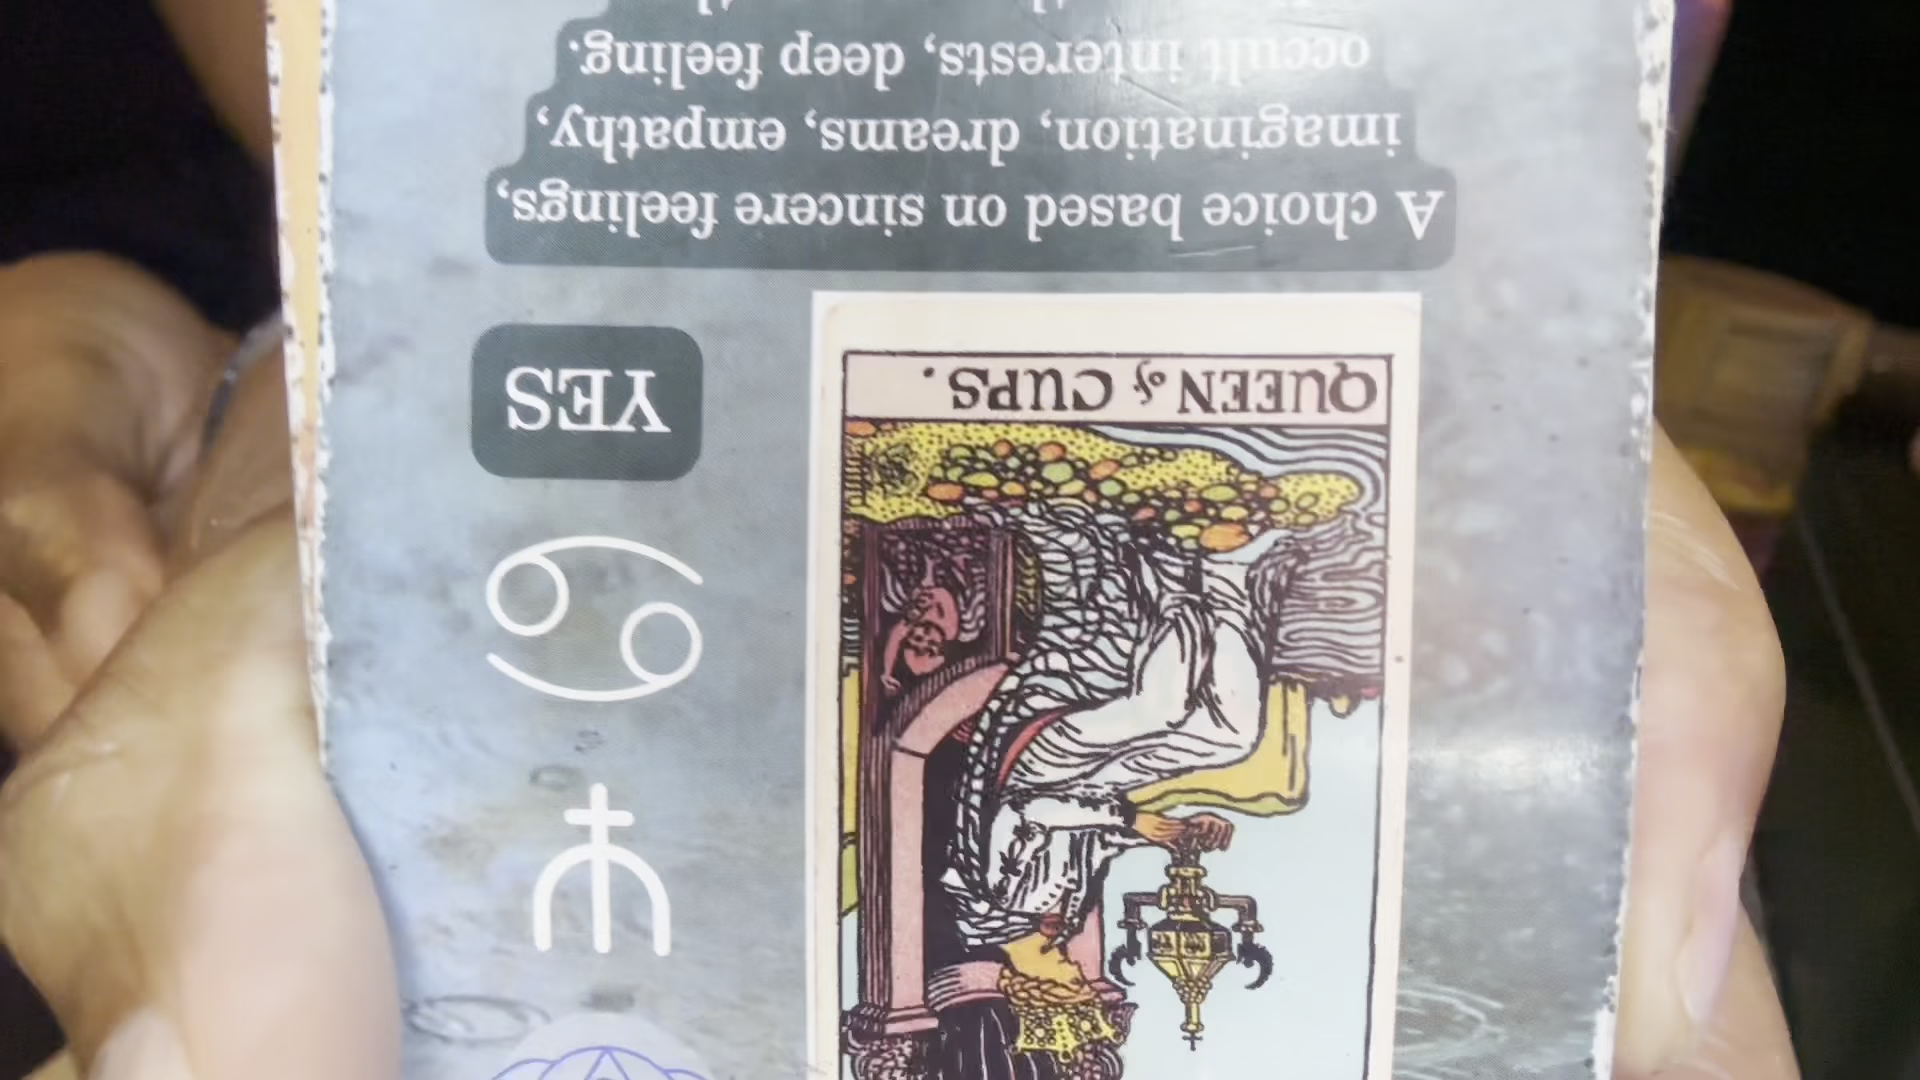 QUEEN of CUPS.
YES
A choice based on sincere feelings,
imagination, dreams, empathy,
occult interests, deep feeling.